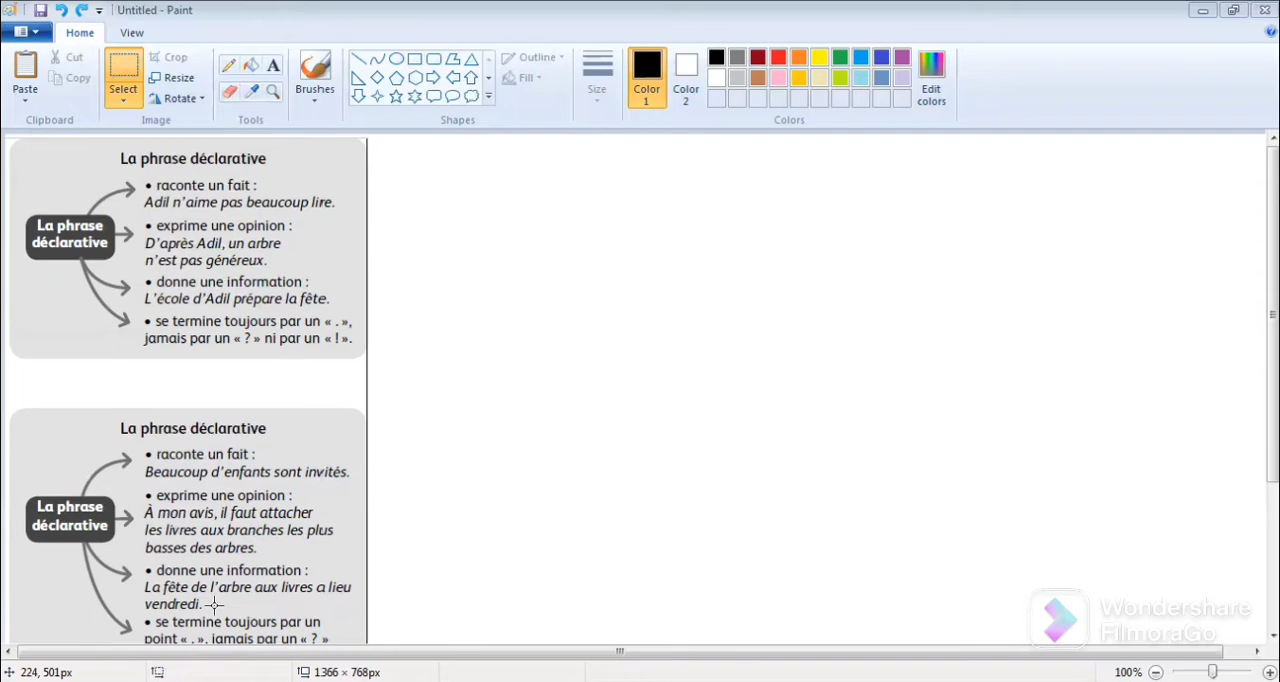 Untitled - Paint
Home
View
Paste
Cut
Copy
Clipboard
Select
Crop
Resize
Rotate
Image
A
Tools
Brushes
Shapes
Outline
Fill
Size
Color
1
Color
2
Edit
colors
Colors
La phrase déclarative
La phrase
déclarative
• raconte un fait :
Adil n’aime pas beaucoup lire.
• exprime une opinion :
D’après Adil, un arbre
n’est pas généreux.
• donne une information :
L’école d’Adil prépare la fête.
• se termine toujours par un « . »,
jamais par un « ? » ni par un « ! ».
La phrase déclarative
La phrase
déclarative
• raconte un fait :
Beaucoup d’enfants sont invités.
• exprime une opinion :
À mon avis, il faut attacher
les livres aux branches les plus
basses des arbres.
• donne une information :
La fête de l’arbre aux livres a lieu
vendredi.
• se termine toujours par un
point « . », jamais par un « ? »
Wondershare
FilmoraGo
224, 501px
1366 × 768px
100%